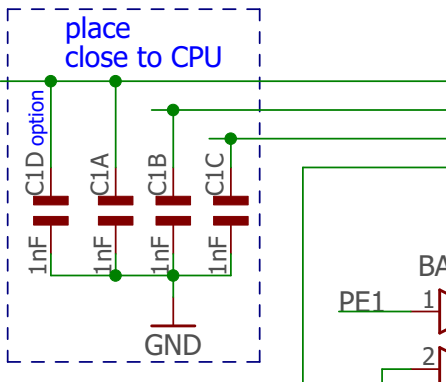 place
close to CPU
option
C1D
C1A
C1B
C1C
1nF
1nF
1nF
1nF
GND
BA
PE1
1
2